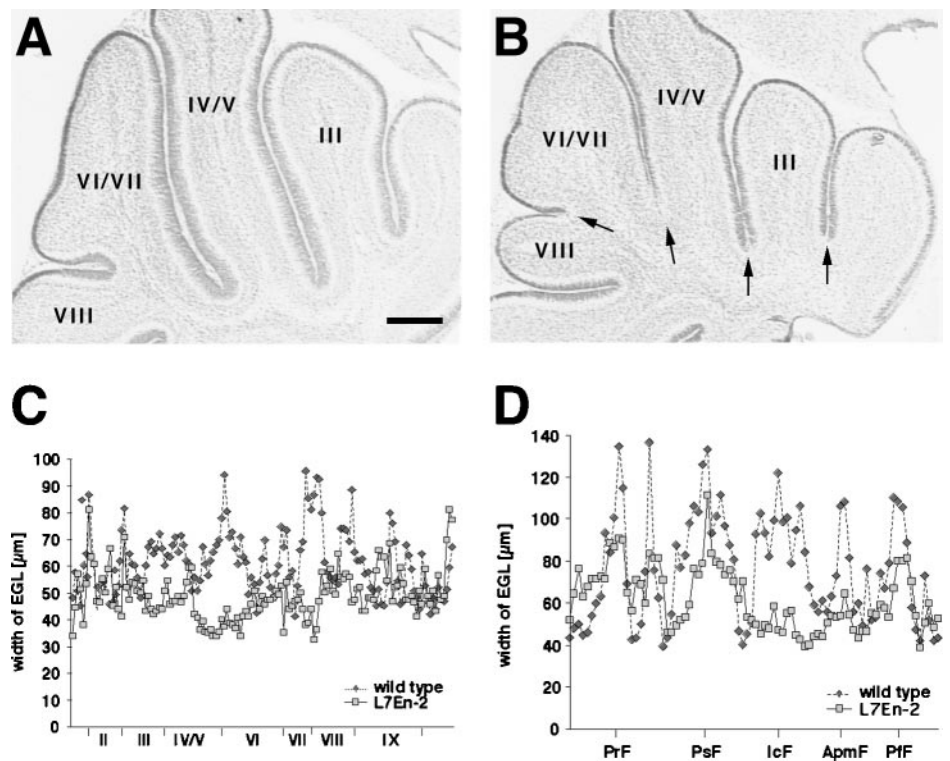 A
IV/V
III
VI/VII
VIII
B
IV/V
VI/VII
III
VIII
C
width of EGL [µm]
100
90
80
70
60
50
40
30
20
10
0
wild type
L7En-2
II III IV/V VI VII VIII IX
D
width of EGL [µm]
140
120
100
80
60
40
20
0
wild type
L7En-2
PrF PsF IcF ApmF PfF